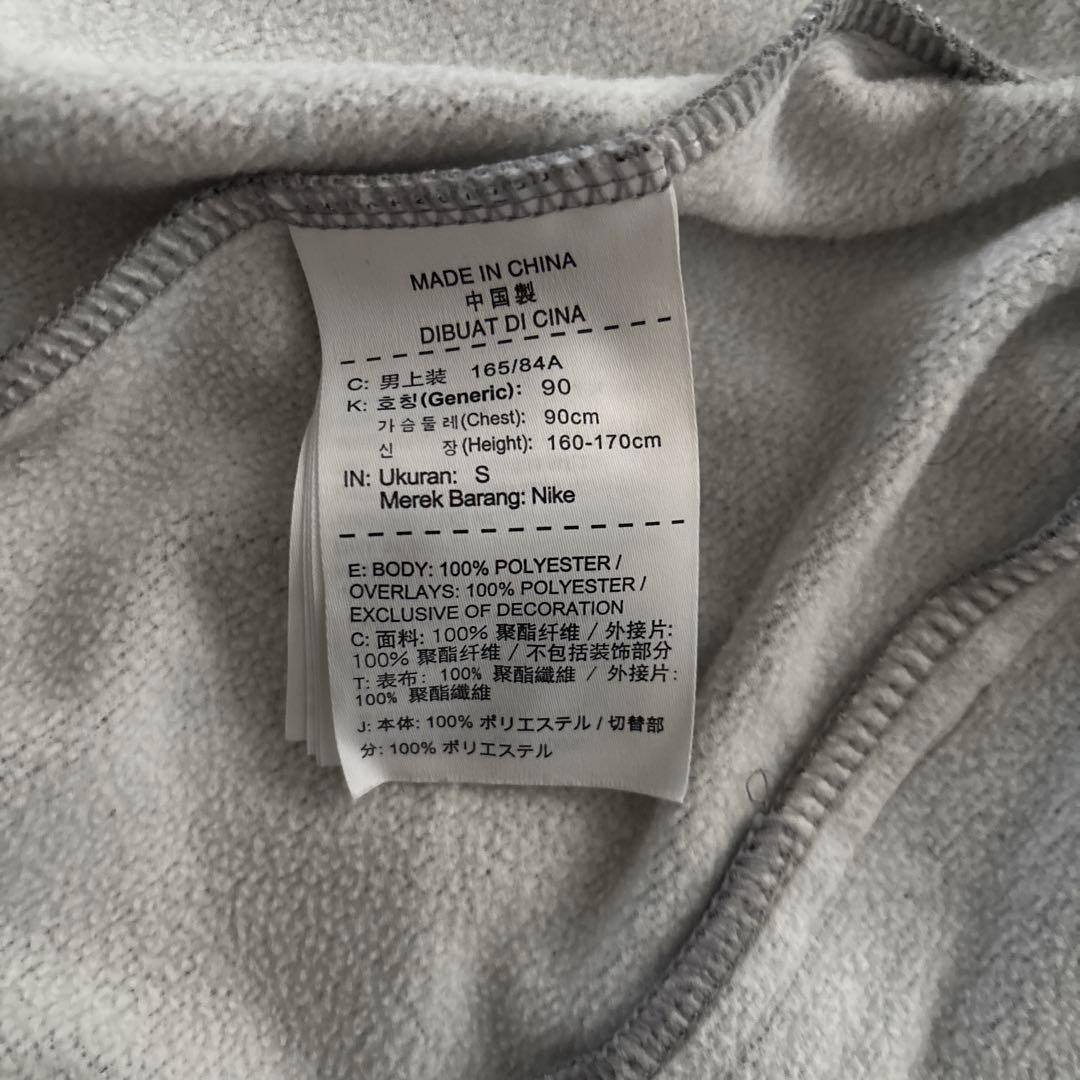 MADE IN CHINA
中国製
DIBUAT DI CINA
C: 男上装 165/84A
K: 호칭(Generic): 90
가슴둘레(Chest): 90cm
신 장(Height): 160-170cm
IN: Ukuran: S
Merek Barang: Nike
E: BODY: 100% POLYESTER /
OVERLAYS: 100% POLYESTER /
EXCLUSIVE OF DECORATION
C: 面料: 100% 聚酯纤维 / 外接片:
100% 聚酯纤维 / 不包括装饰部分
T: 表布: 100% 聚酯纖維 / 外接片:
100% 聚酯纖維
J: 本体: 100% ポリエステル / 切替部
分: 100% ポリエステル